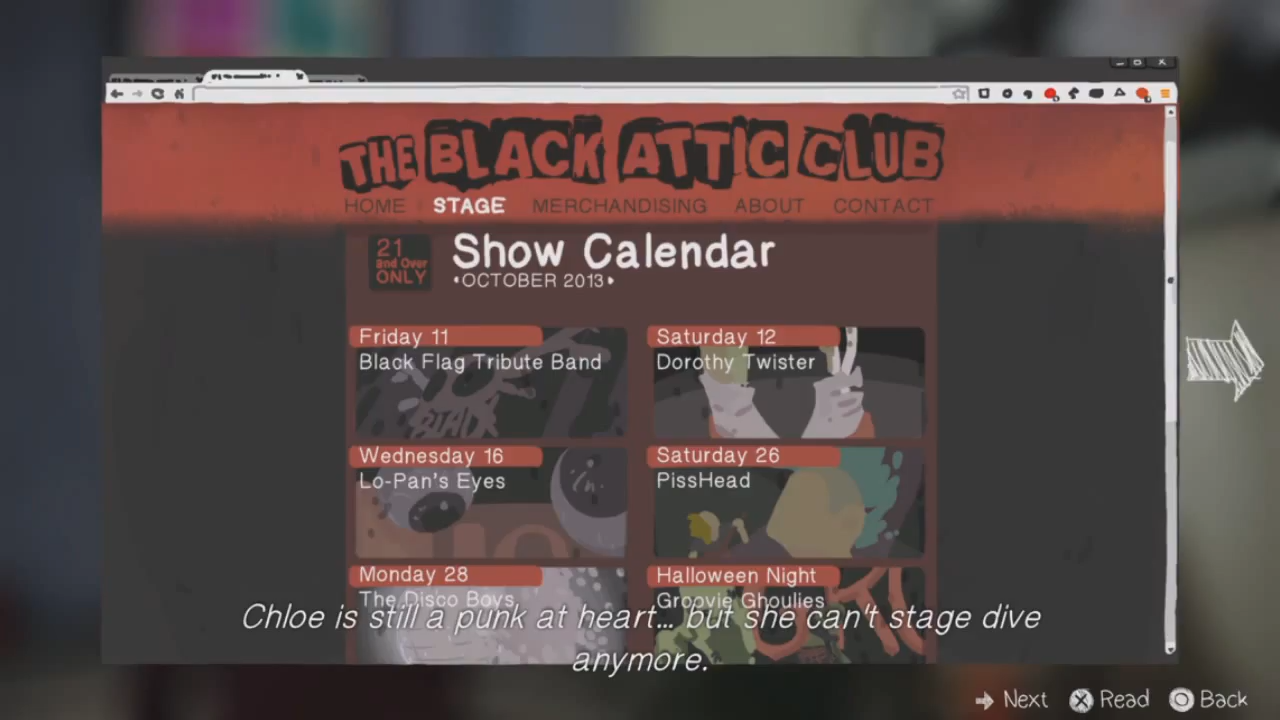 THE BLACK ATTIC CLUB
HOME STAGE MERCHANDISING ABOUT CONTACT
21
and Over
ONLY
Show Calendar
OCTOBER 2013
Friday 11
Black Flag Tribute Band
Saturday 12
Dorothy Twister
Wednesday 16
Lo-Pan's Eyes
Saturday 26
PissHead
Monday 28
The Disco Boys
Halloween Night
Groovie Ghoulies
Chloe is still a punk at heart... but she can't stage dive
anymore.
Next Read Back